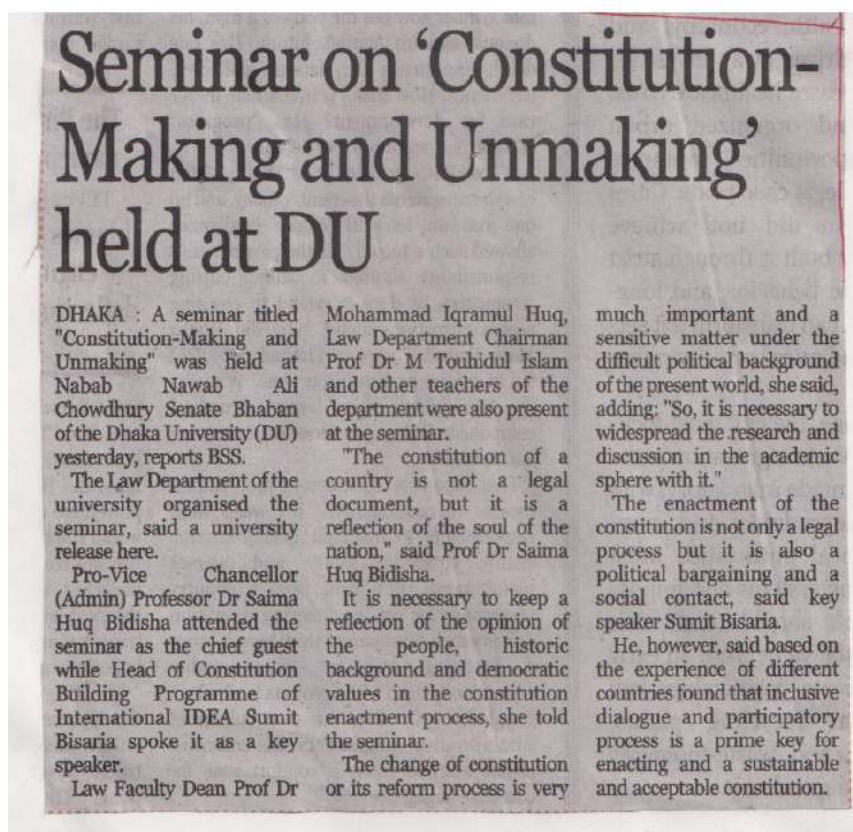 Seminar on ‘Constitution-
Making and Unmaking’
held at DU
DHAKA : A seminar titled
"Constitution-Making and
Unmaking" was held at
Nabab Nawab Ali
Chowdhury Senate Bhaban
of the Dhaka University (DU)
yesterday, reports BSS.
The Law Department of the
university organised the
seminar, said a university
release here.
Pro-Vice Chancellor
(Admin) Professor Dr Saima
Huq Bidisha attended the
seminar as the chief guest
while Head of Constitution
Building Programme of
International IDEA Sumit
Bisaria spoke it as a key
speaker.
Law Faculty Dean Prof Dr
Mohammad Iqramul Huq,
Law Department Chairman
Prof Dr M Touhidul Islam
and other teachers of the
department were also present
at the seminar.
"The constitution of a
country is not a legal
document, but it is a
reflection of the soul of the
nation," said Prof Dr Saima
Huq Bidisha.
It is necessary to keep a
reflection of the opinion of
the people, historic
background and democratic
values in the constitution
enactment process, she told
the seminar.
The change of constitution
or its reform process is very
much important and a
sensitive matter under the
difficult political background
of the present world, she said,
adding: "So, it is necessary to
widespread the research and
discussion in the academic
sphere with it."
The enactment of the
constitution is not only a legal
process but it is also a
political bargaining and a
social contact, said key
speaker Sumit Bisaria.
He, however, said based on
the experience of different
countries found that inclusive
dialogue and participatory
process is a prime key for
enacting and a sustainable
and acceptable constitution.